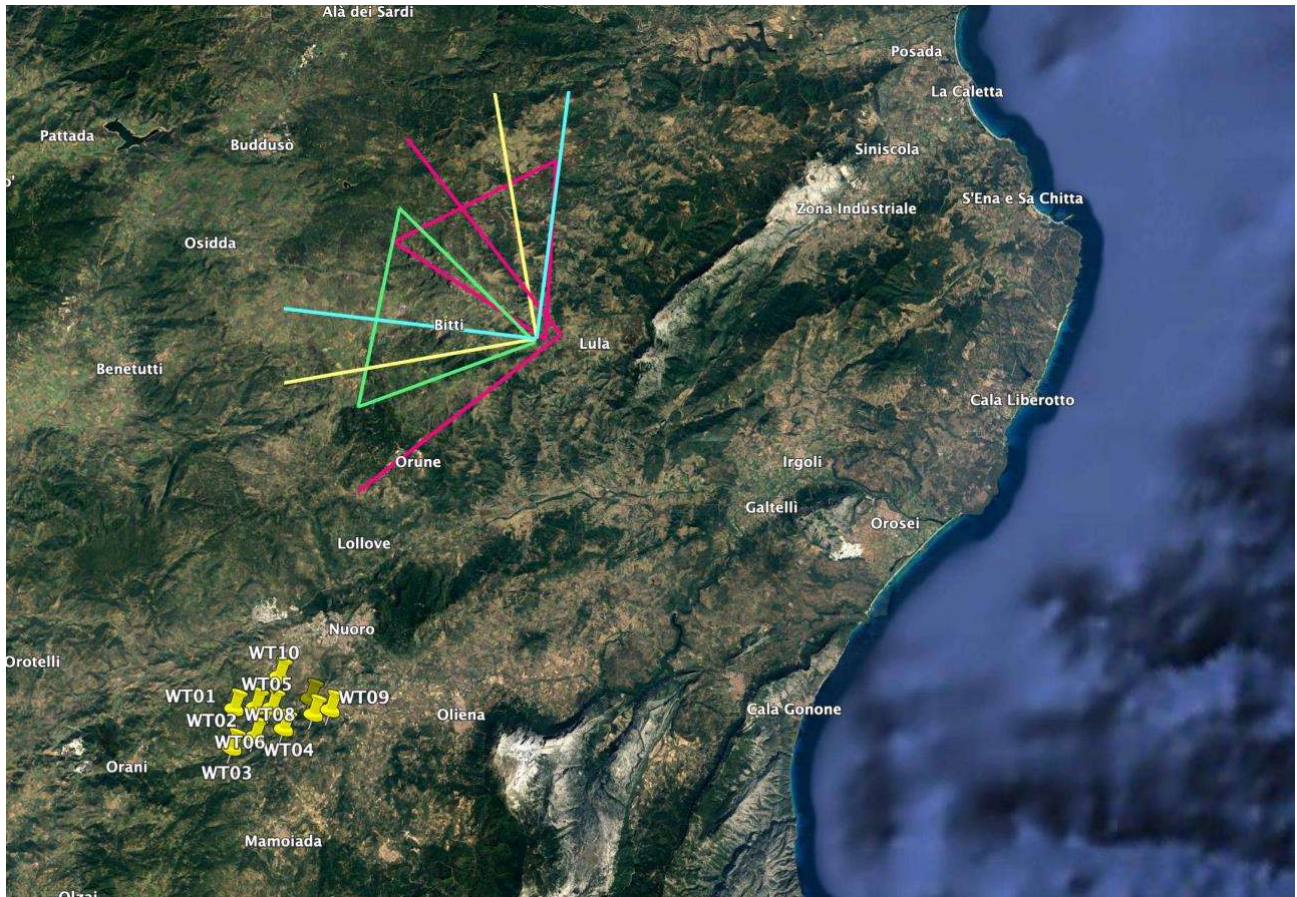 Alà dei Sardi
Posada
La Caletta
Pattada
Buddusò
Siniscola
o'
S'Ena e Sa Chitta
Zona Industriale
Osidda
Bitti
Lula
Benetutti
Cala Liberotto
Orune
Irgoli
Galtellì
Orosei
Lollove
Nuoro
WT10
Orotelli
WT05
WT01
WT09
WT02
WT08
Oliena
Cala Gonone
WT06
WT04
Orani
WT03
Mamoiada
Olzai